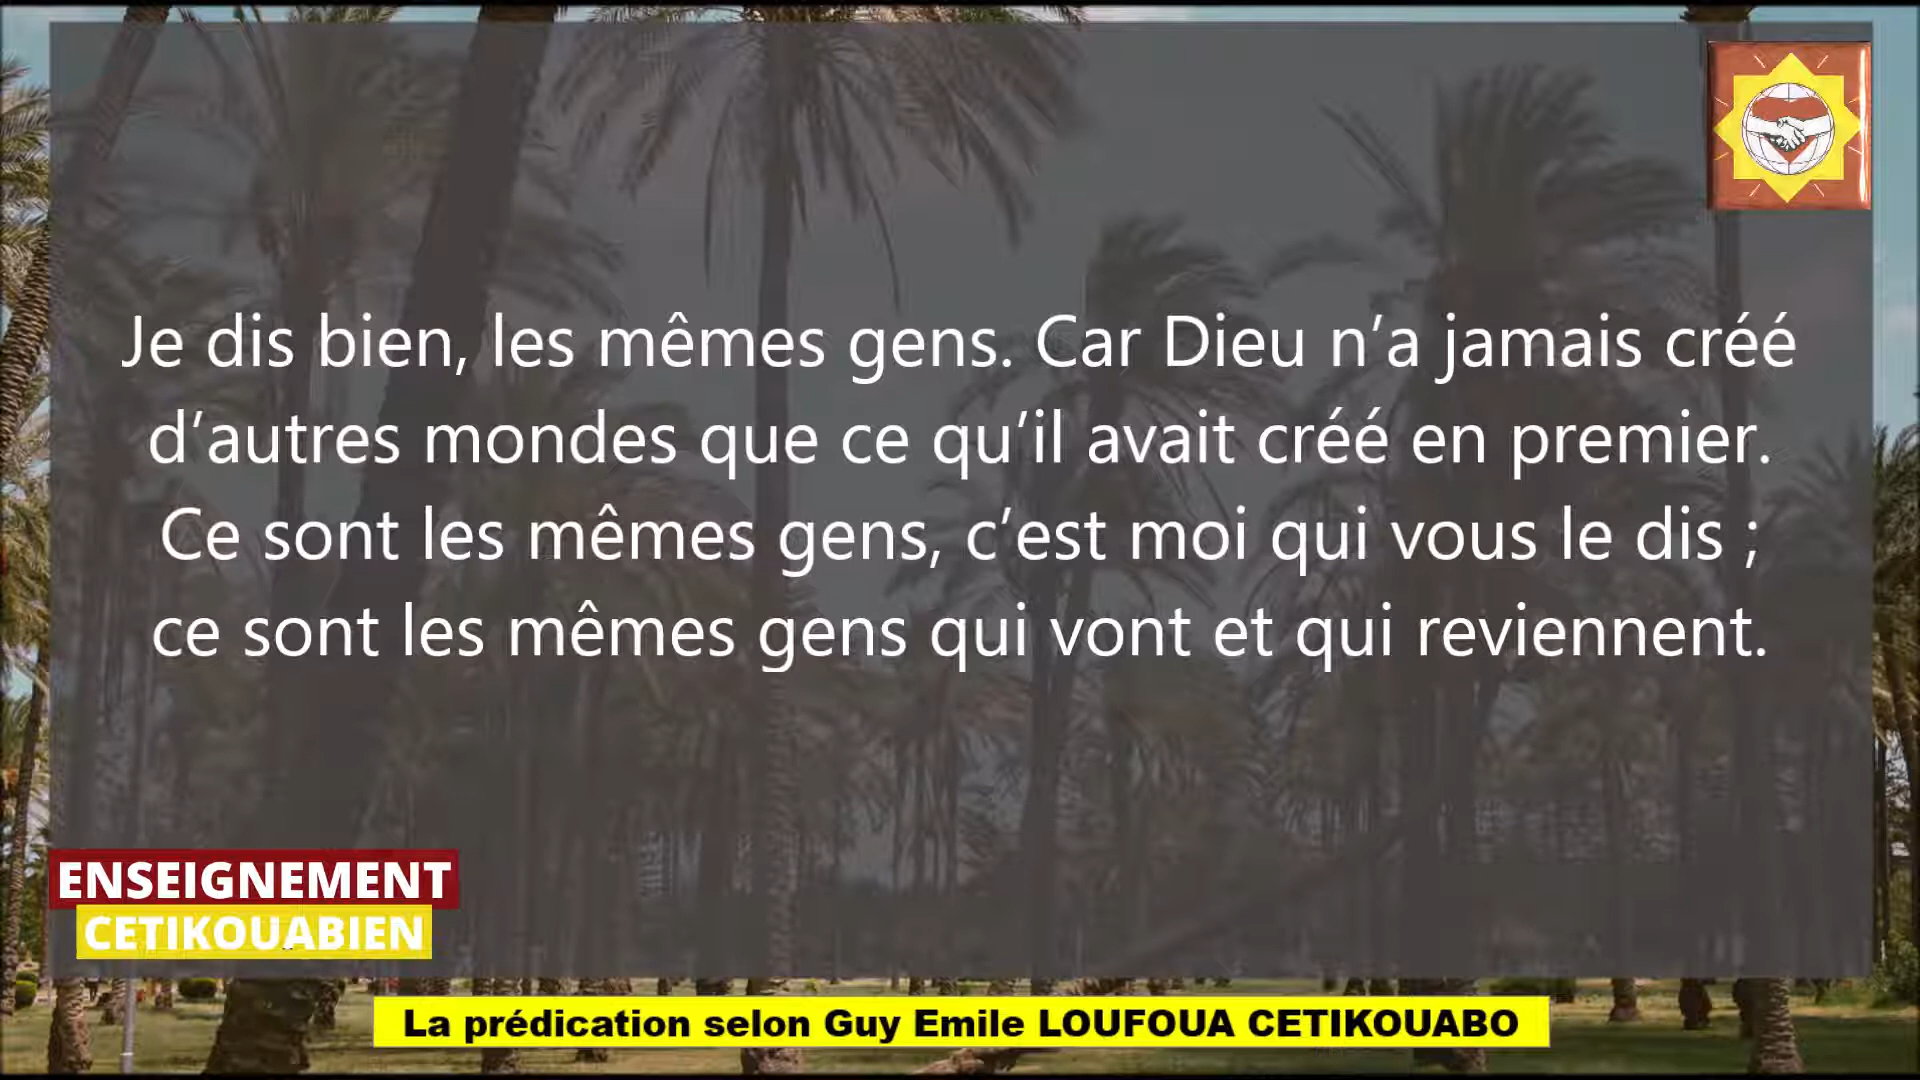 Je dis bien, les mêmes gens. Car Dieu n’a jamais créé
d’autres mondes que ce qu’il avait créé en premier.
Ce sont les mêmes gens, c’est moi qui vous le dis ;
ce sont les mêmes gens qui vont et qui reviennent.
ENSEIGNEMENT
CETIKOUABIEN
La prédication selon Guy Emile LOUFOUA CETIKOUABO